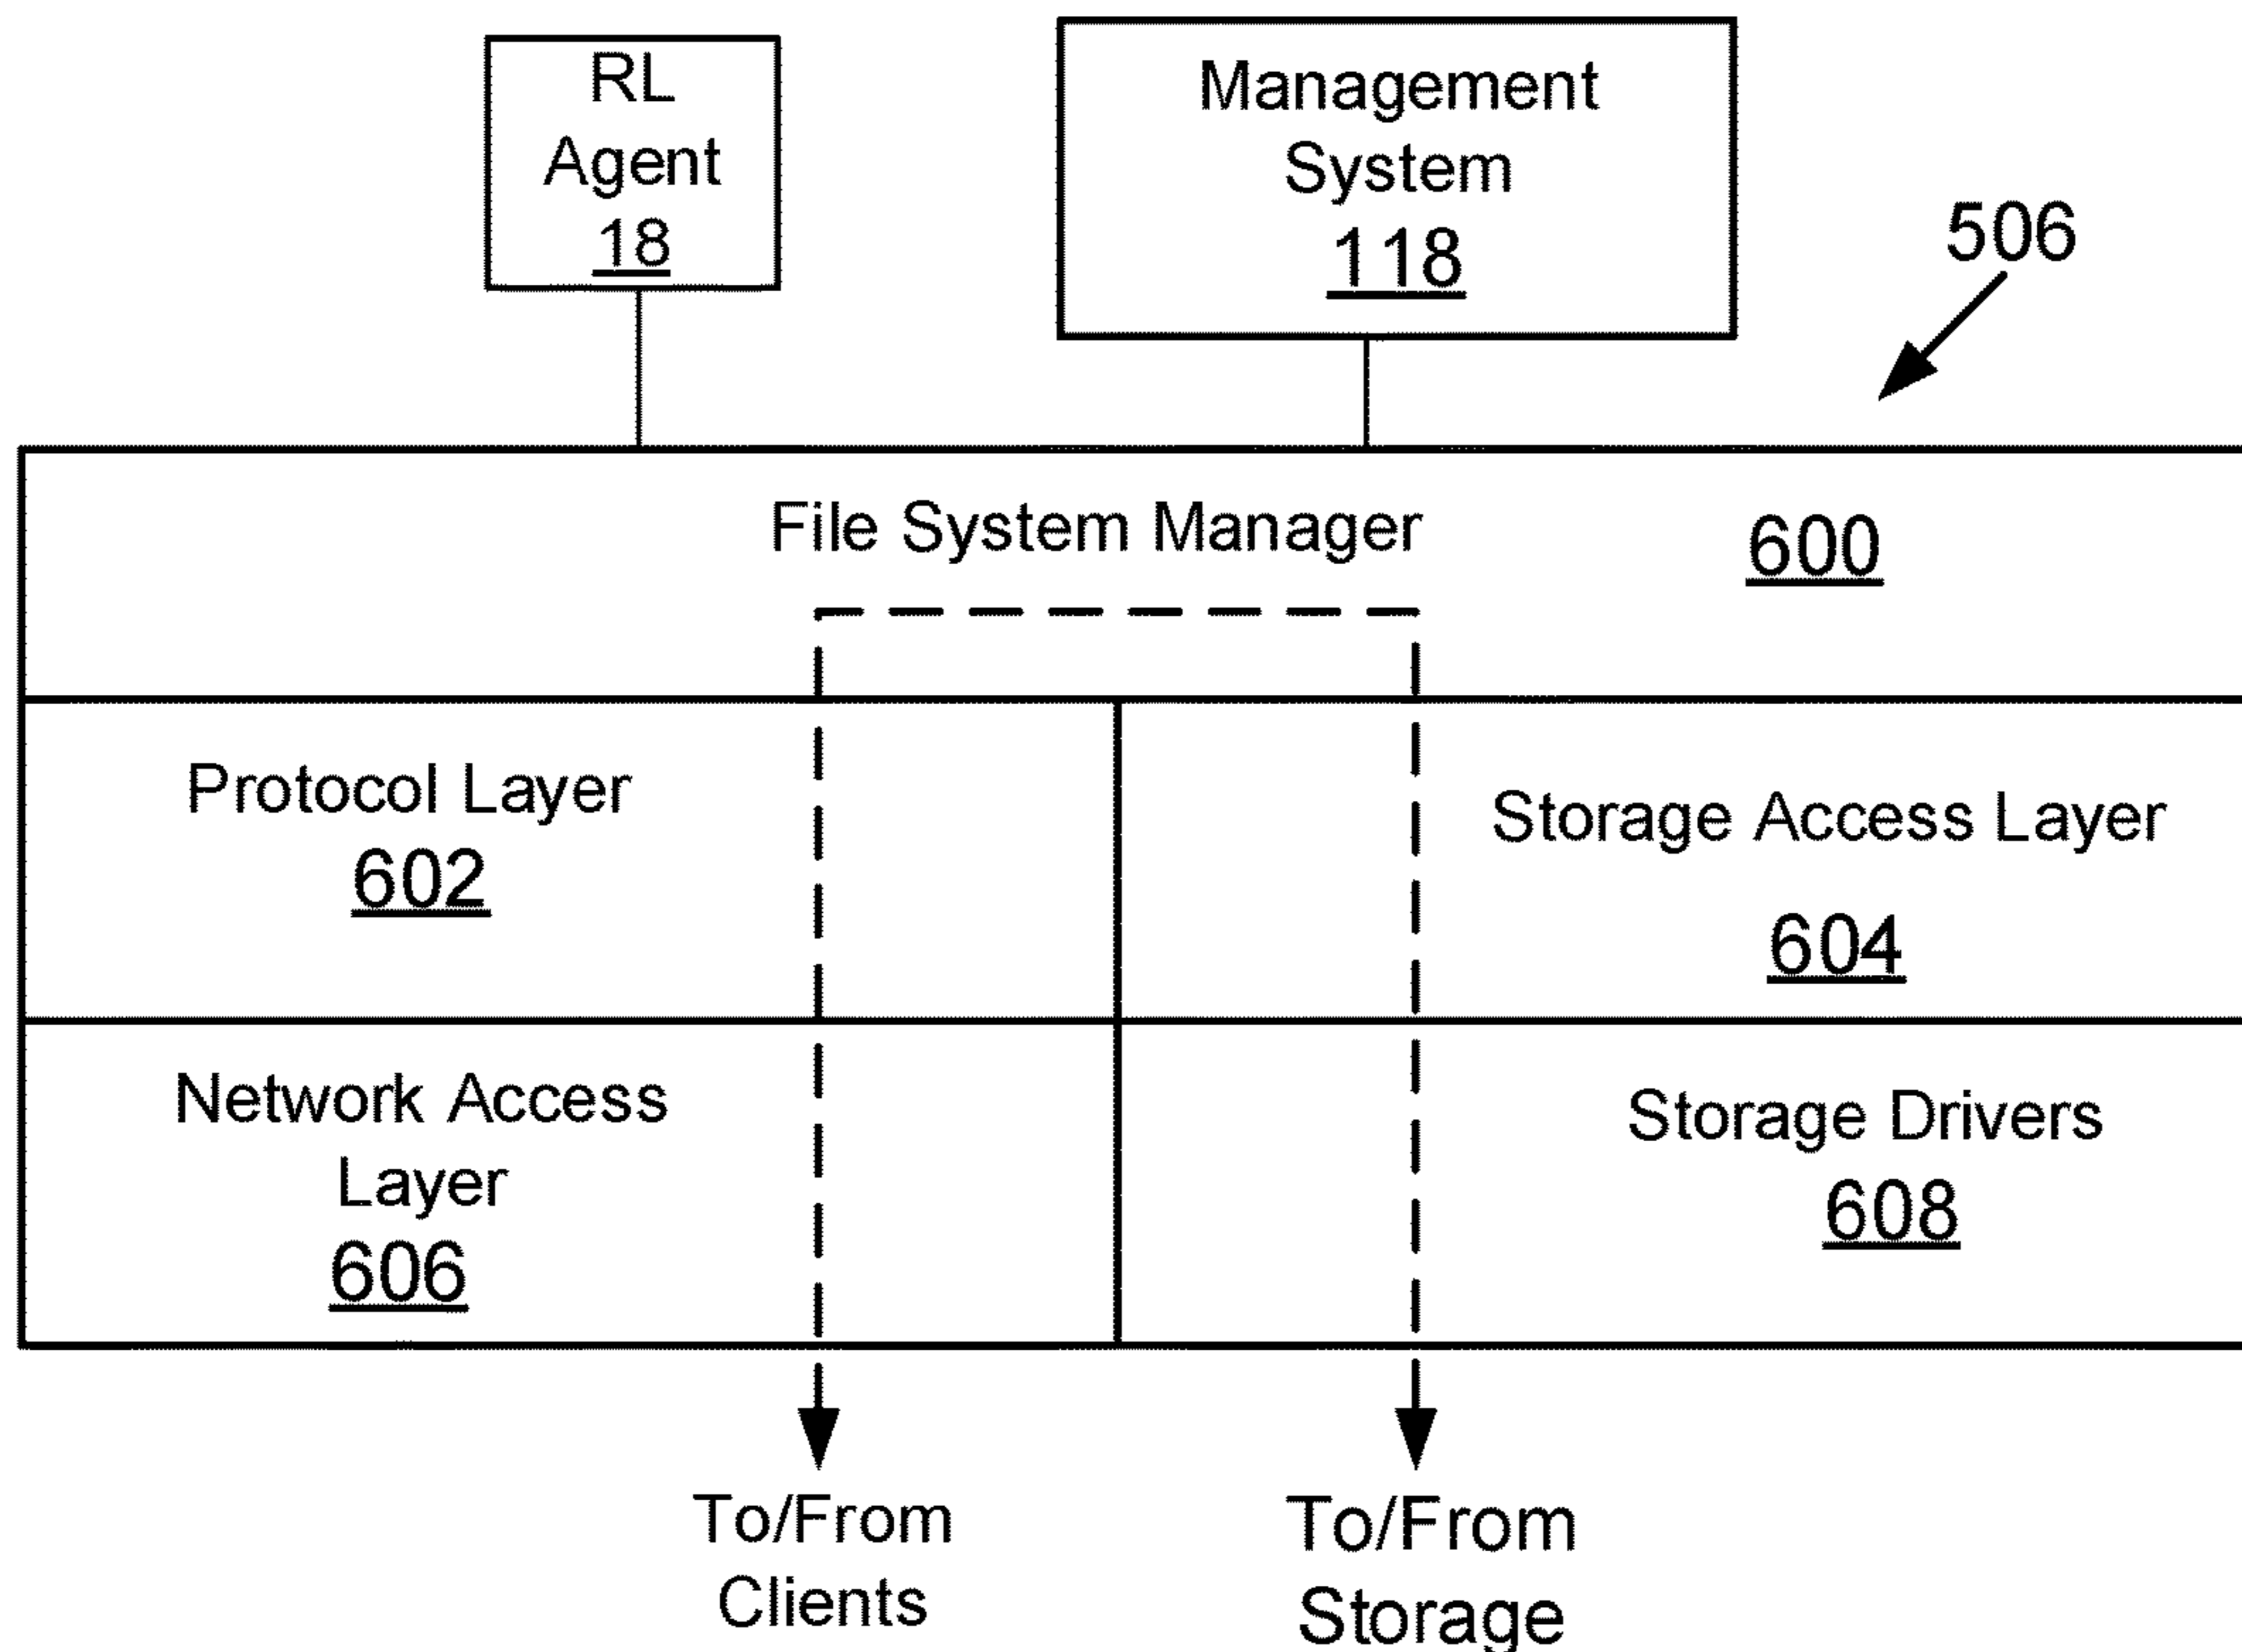 RL
Agent
18
Management
System
118
506
File System Manager
600
Protocol Layer
602
Storage Access Layer
604
Network Access
Layer
606
Storage Drivers
608
To/From
Clients
To/From
Storage